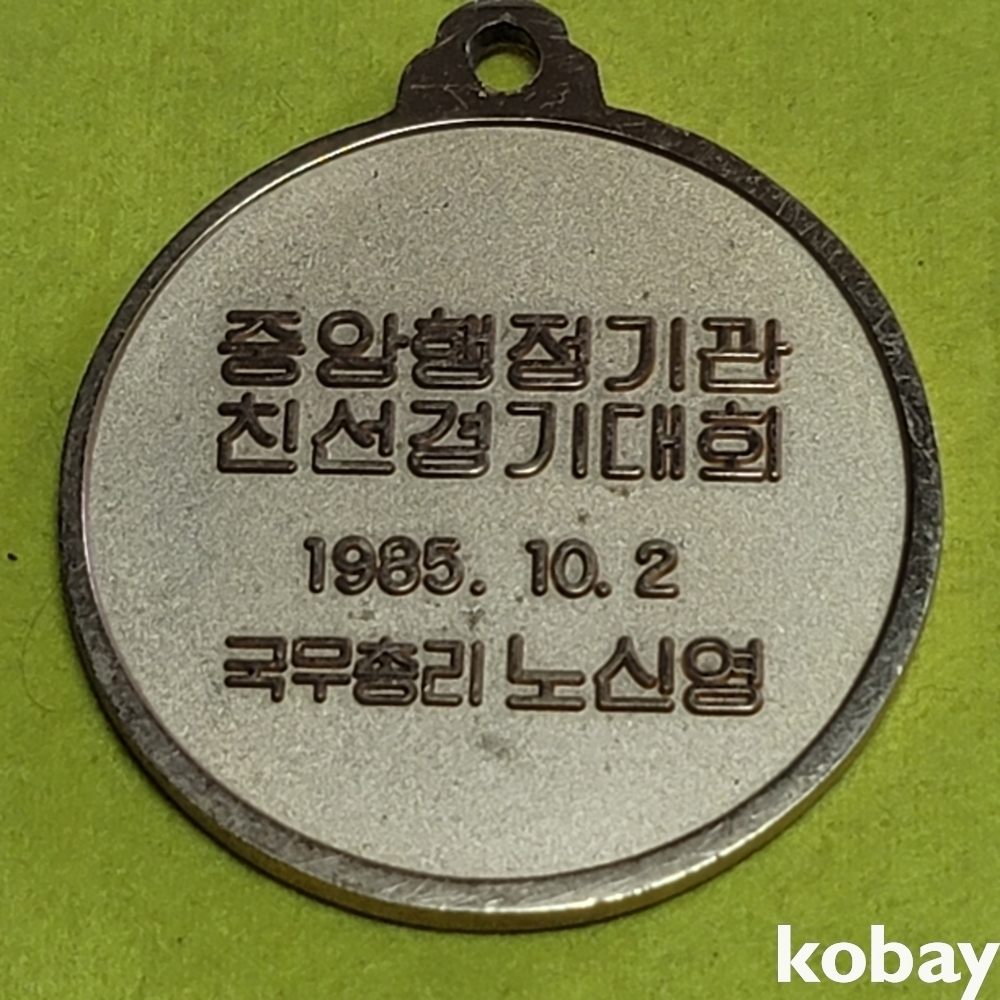 중앙행정기관
친선경기대회
1985. 10. 2
국무총리 노신영
kobay